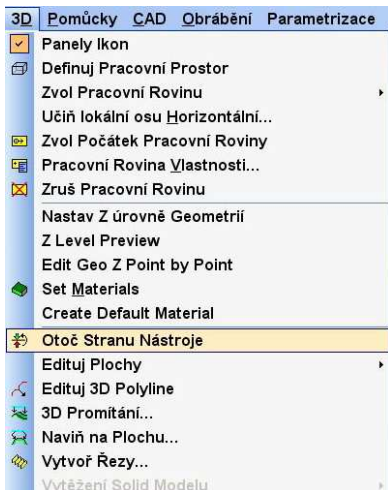 3D Pomůcky CAD Obrábění Parametrizace
Panely Ikon
Definuj Pracovní Prostor
Zvol Pracovní Rovinu
Učiň lokální osu Horizontální...
Zvol Počátek Pracovní Roviny
Pracovní Rovina Vlastnosti...
Zruš Pracovní Rovinu
Nastav Z úrovně Geometrií
Z Level Preview
Edit Geo Z Point by Point
Set Materials
Create Default Material
Otoč Stranu Nástroje
Edituj Plochy
Edituj 3D Polyline
3D Promítání...
Naviň na Plochu...
Vytvoř Řezy...
Vytěžení Solid Modelu